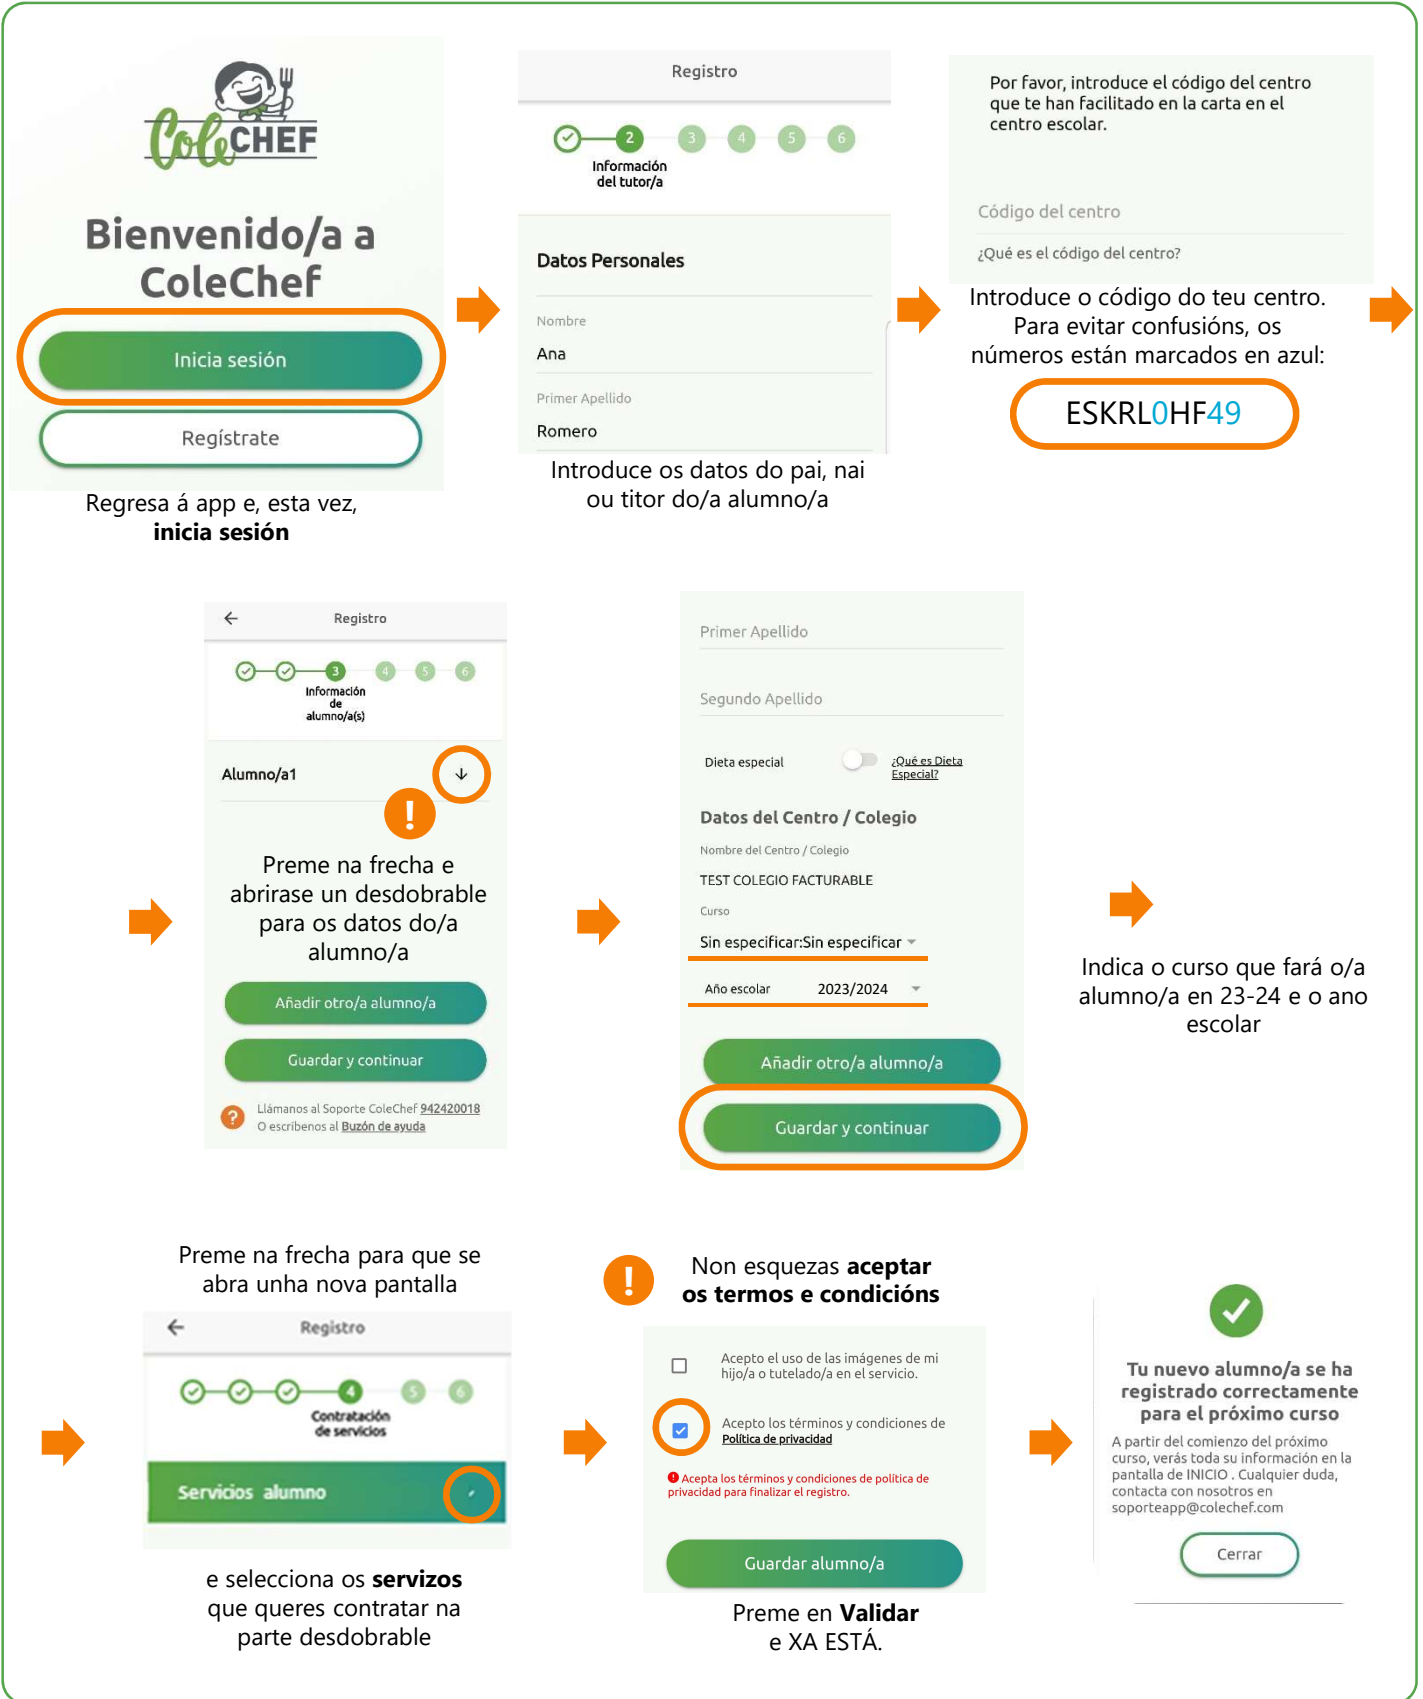 ColeCHEF
Bienvenido/a a
ColeChef
Inicia sesión
Regístrate
Regresa á app e, esta vez,
inicia sesión
Registro
2 3 4 5 6
Información
del tutor/a
Datos Personales
Nombre
Ana
Primer Apellido
Romero
Introduce os datos do pai, nai
ou titor do/a alumno/a
Por favor, introduce el código del centro
que te han facilitado en la carta en el
centro escolar.
Código del centro
¿Qué es el código del centro?
Introduce o código do teu centro.
Para evitar confusións, os
números están marcados en azul:
ESKRL0HF49
Registro
3 4 5 6
Información
de
alumno/a(s)
Alumno/a1
!
Preme na frecha e
abrirase un desdobrable
para os datos do/a
alumno/a
Añadir otro/a alumno/a
Guardar y continuar
? Llámanos al Soporte ColeChef 942420018
O escríbenos al Buzón de ayuda
Primer Apellido
Segundo Apellido
Dieta especial
¿Qué es Dieta
Especial?
Datos del Centro / Colegio
Nombre del Centro / Colegio
TEST COLEGIO FACTURABLE
Curso
Sin especificar:Sin especificar
Año escolar 2023/2024
Añadir otro/a alumno/a
Guardar y continuar
Indica o curso que fará o/a
alumno/a en 23-24 e o ano
escolar
Preme na frecha para que se
abra unha nova pantalla
Registro
4 5 6
Contratación
de servicios
Servicios alumno
e selecciona os servizos
que queres contratar na
parte desdobrable
!
Non esquezas aceptar
os termos e condicións
Acepto el uso de las imágenes de mi
hijo/a o tutelado/a en el servicio.
Acepto los términos y condiciones de
Política de privacidad
! Acepta los términos y condiciones de política de
privacidad para finalizar el registro.
Guardar alumno/a
Preme en Validar
e XA ESTÁ.
Tu nuevo alumno/a se ha
registrado correctamente
para el próximo curso
A partir del comienzo del próximo
curso, verás toda su información en la
pantalla de INICIO . Cualquier duda,
contacta con nosotros en
soporteapp@colechef.com
Cerrar